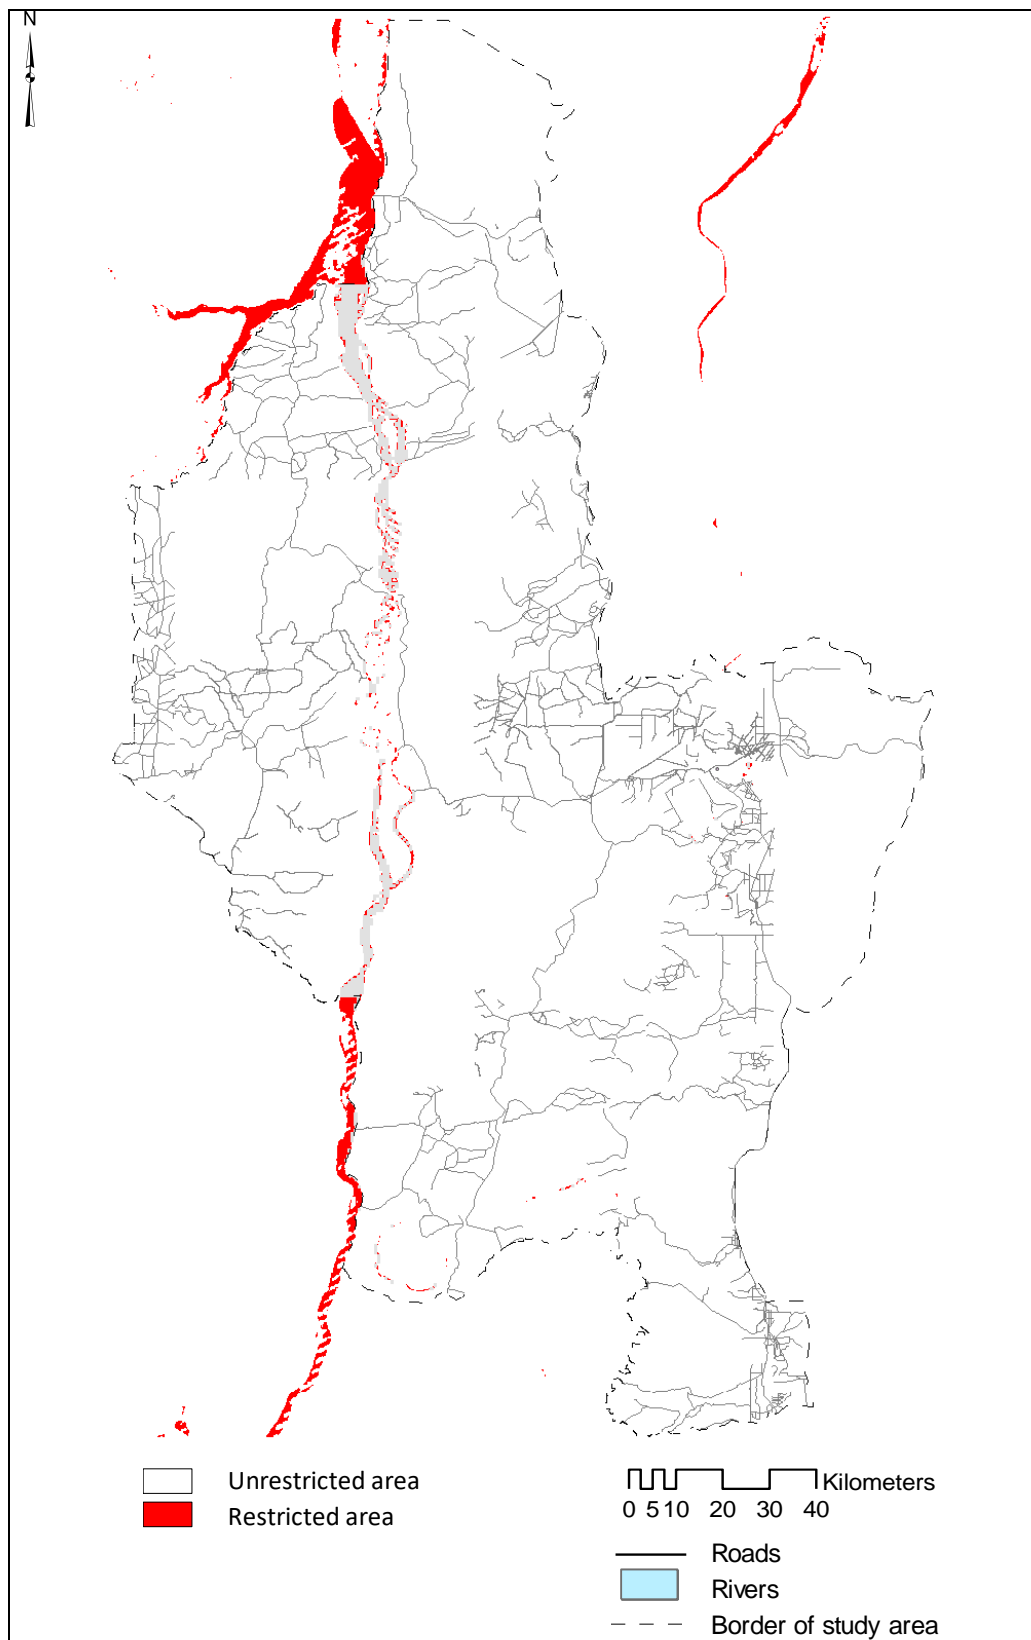 N
Unrestricted area
Restricted area
Kilometers
0 5 10 20 30 40
Roads
Rivers
Border of study area